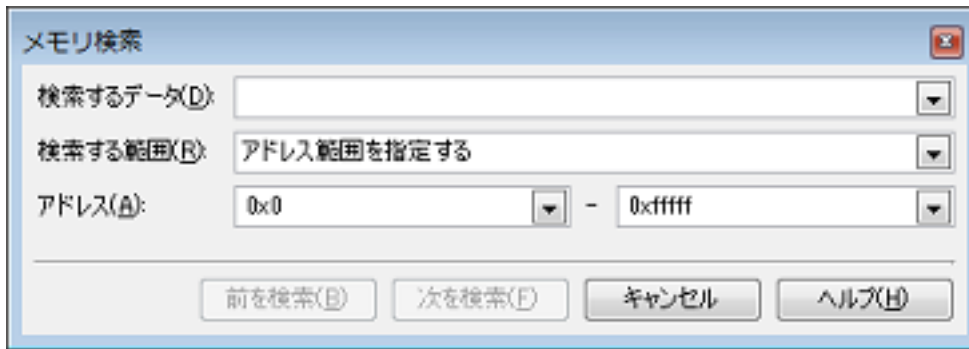 メモリ検索
検索するデータ(D):
検索する範囲(R): アドレス範囲を指定する
アドレス(A): 0x0 - 0xfffff
前を検索(B) 次を検索(F) キャンセル ヘルプ(H)